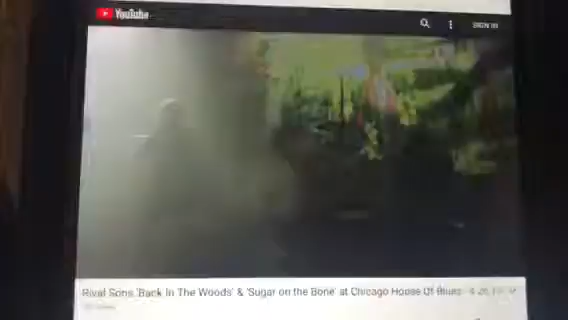 YouTube
SIGN IN
Rival Sons 'Back In The Woods' & 'Sugar on the Bone' at Chicago House Of Blues